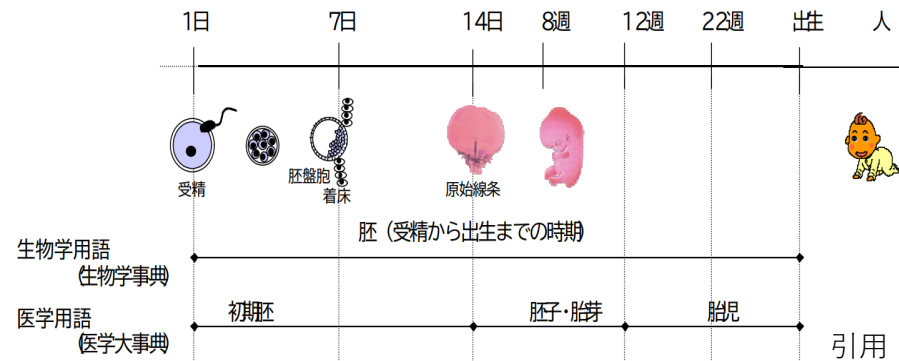 1日 7日 14日 8週 12週 22週 出生 人
受精
胚盤胞
着床
原始線条
胚（受精から出生までの時期）
生物学用語
(生物学事典)
医学用語
(医学大事典)
初期胚 胚子・胎芽 胎児
引用